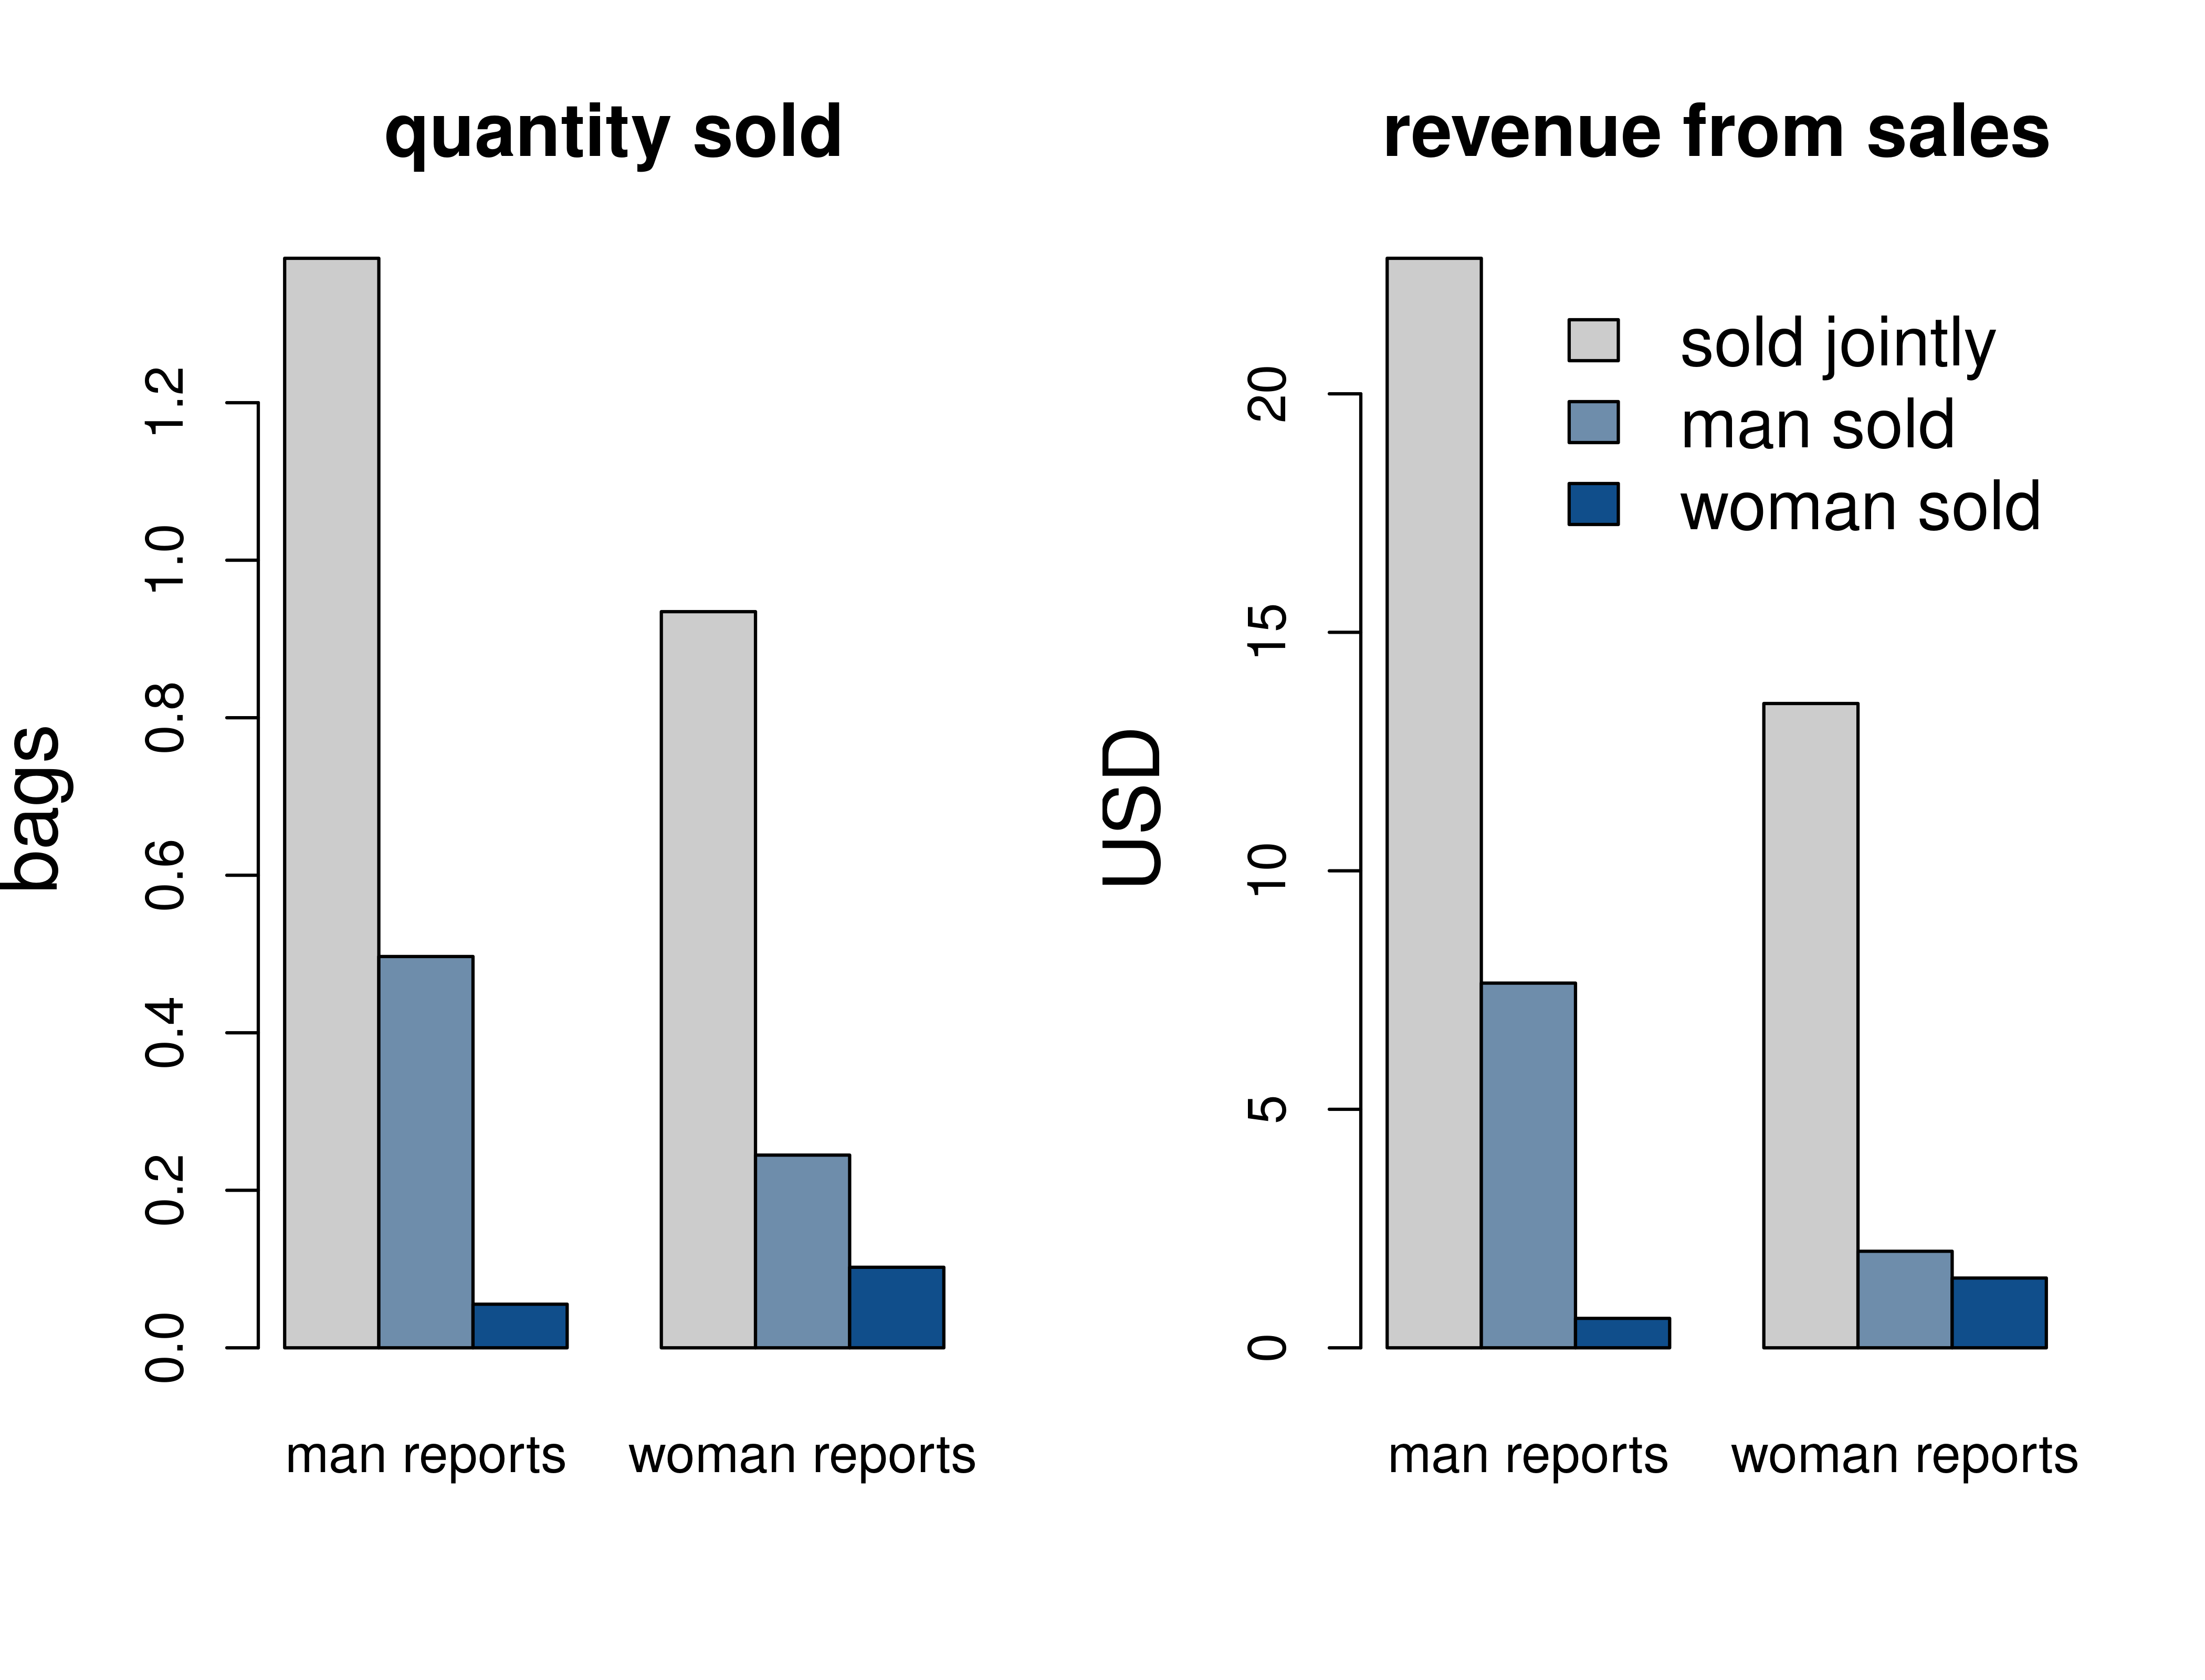 quantity sold
bags
1.2
1.0
0.8
0.6
0.4
0.2
0.0
man reports
woman reports
revenue from sales
USD
20
15
10
5
0
sold jointly
man sold
woman sold
man reports
woman reports